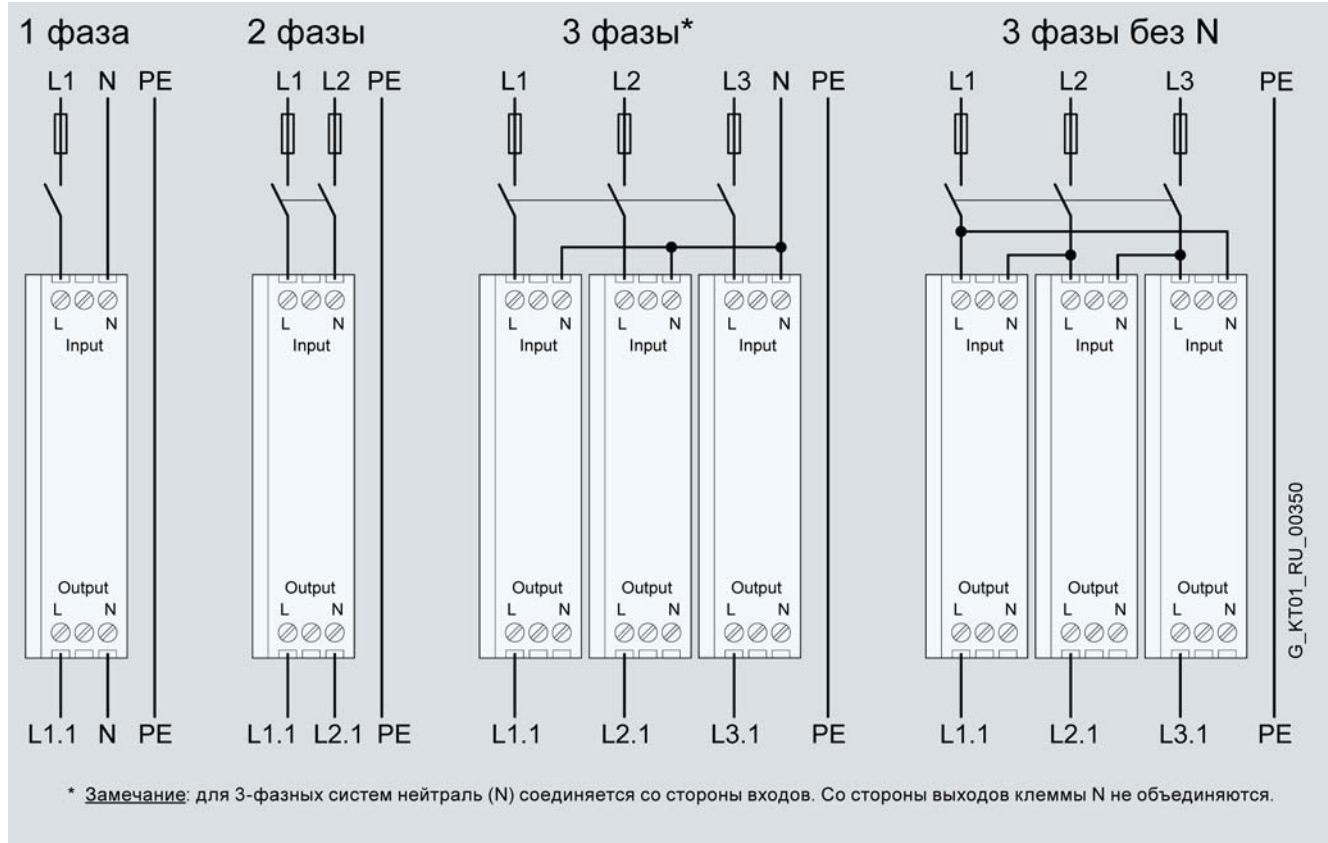 1 фаза 2 фазы 3 фазы* 3 фазы без N
L1 N PE L1 L2 PE L1 L2 L3 N PE L1 L2 L3 PE
L N L N L N L N L N L N L N L N
Input Input Input Input Input Input Input Input
Output Output Output Output Output Output Output Output
L N L N L N L N L N L N L N L N
L1.1 N PE L1.1 L2.1 PE L1.1 L2.1 L3.1 PE L1.1 L2.1 L3.1 PE
G_KT01_RU_00350
* Замечание: для 3-фазных систем нейтраль (N) соединяется со стороны входов. Со стороны выходов клеммы N не объединяются.